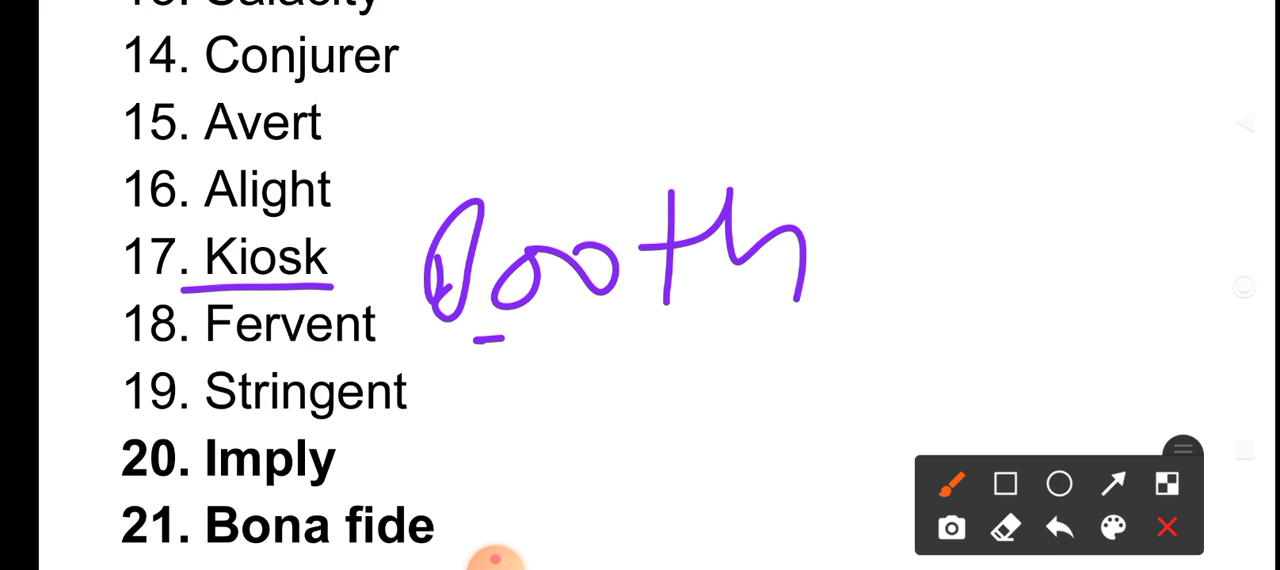 14. Conjurer
15. Avert
16. Alight
17. Kiosk Booth
18. Fervent
19. Stringent
20. Imply
21. Bona fide